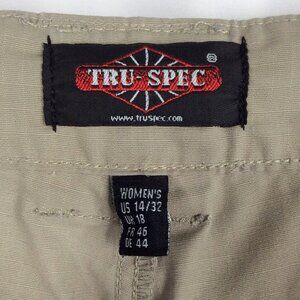 TRU-SPEC
®
www.truspec.com
WOMEN'S
US 14/32
UK 18
FR 46
DE 44